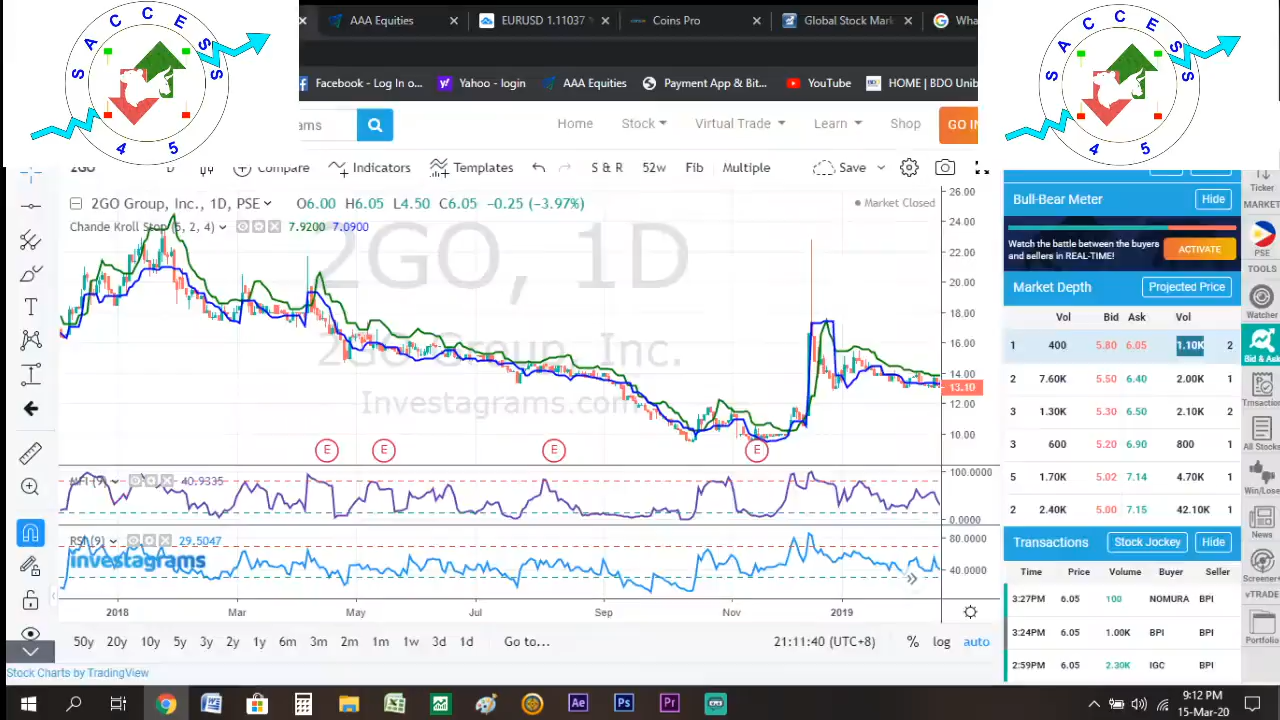 SACCESS
45
SACCESS
45
AAA Equities
EURUSD 1.11037
Coins Pro
Global Stock Mark
Wha
Facebook - Log In o...
Yahoo - login
AAA Equities
Payment App & Bit...
YouTube
HOME | BDO Unib
ams
Home
Stock
Virtual Trade
Learn
Shop
GO IN
2GO
D
Compare
Indicators
Templates
S & R
52w
Fib
Multiple
Save
2GO Group, Inc., 1D, PSE
O6.00 H6.05 L4.50 C6.05 −0.25 (−3.97%)
Market Closed
Chande Kroll Stop (5, 2, 4)
7.9200 7.0900
2GO, 1D
2GO Group, Inc.
Investagrams.com
26.00
24.00
22.00
20.00
18.00
16.00
14.00
13.10
12.00
10.00
E
E
E
E
MFI (9)
40.9335
100.0000
0.0000
RSI (9)
29.5047
investagrams
80.0000
40.0000
2018
Mar
May
Jul
Sep
Nov
2019
50y 20y 10y 5y 3y 2y 1y 6m 3m 2m 1m 1w 3d 1d
Go to...
21:11:40 (UTC+8)
%
log
auto
Stock Charts by TradingView
Bull-Bear Meter
Hide
Watch the battle between the buyers
and sellers in REAL-TIME!
ACTIVATE
Market Depth
Projected Price
Vol Bid Ask Vol
1 400 5.80 6.05 1.10K 2
2 7.60K 5.50 6.40 2.00K 1
3 1.30K 5.30 6.50 2.10K 2
3 600 5.20 6.90 800 1
5 1.70K 5.02 7.14 4.70K 1
2 2.40K 5.00 7.15 42.10K 1
Transactions
Stock Jockey
Hide
Time Price Volume Buyer Seller
3:27PM 6.05 100 NOMURA BPI
3:24PM 6.05 1.00K BPI BPI
2:59PM 6.05 2.30K IGC BPI
Ticker
MARKET
PSE
TOOLS
Watcher
Bid & Ask
Trnsaction
All Stocks
Win/Lose
News
Screener
vTRADE
Portfolio
W
Ae
Ps
Pr
9:12 PM
15-Mar-20